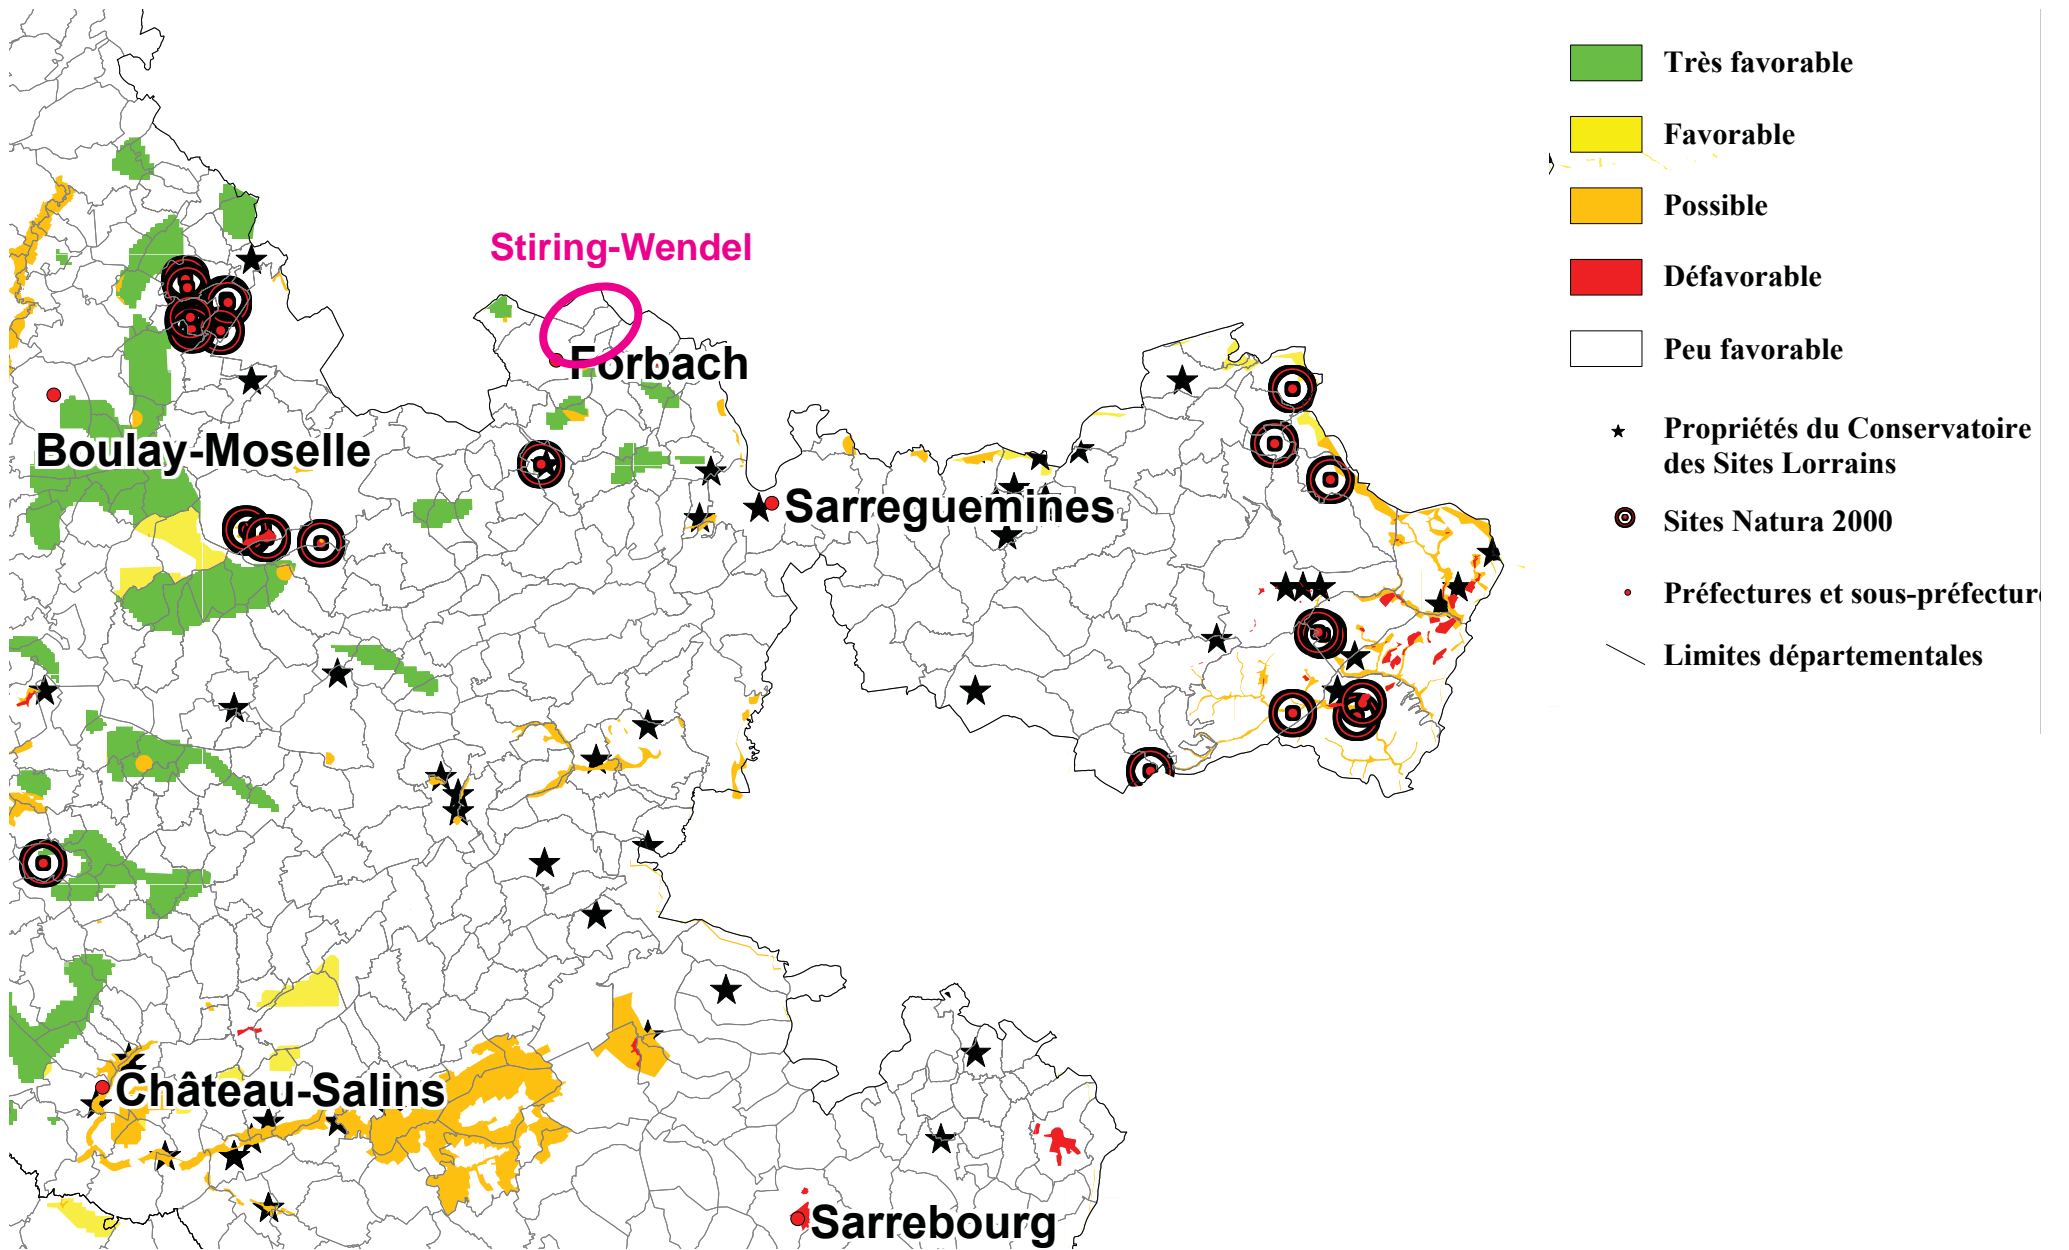 Très favorable
Favorable
Possible
Défavorable
Peu favorable
Propriétés du Conservatoire
des Sites Lorrains
Sites Natura 2000
Préfectures et sous-préfecture
Limites départementales
Stiring-Wendel
Forbach
Boulay-Moselle
Sarreguemines
Château-Salins
Sarrebourg